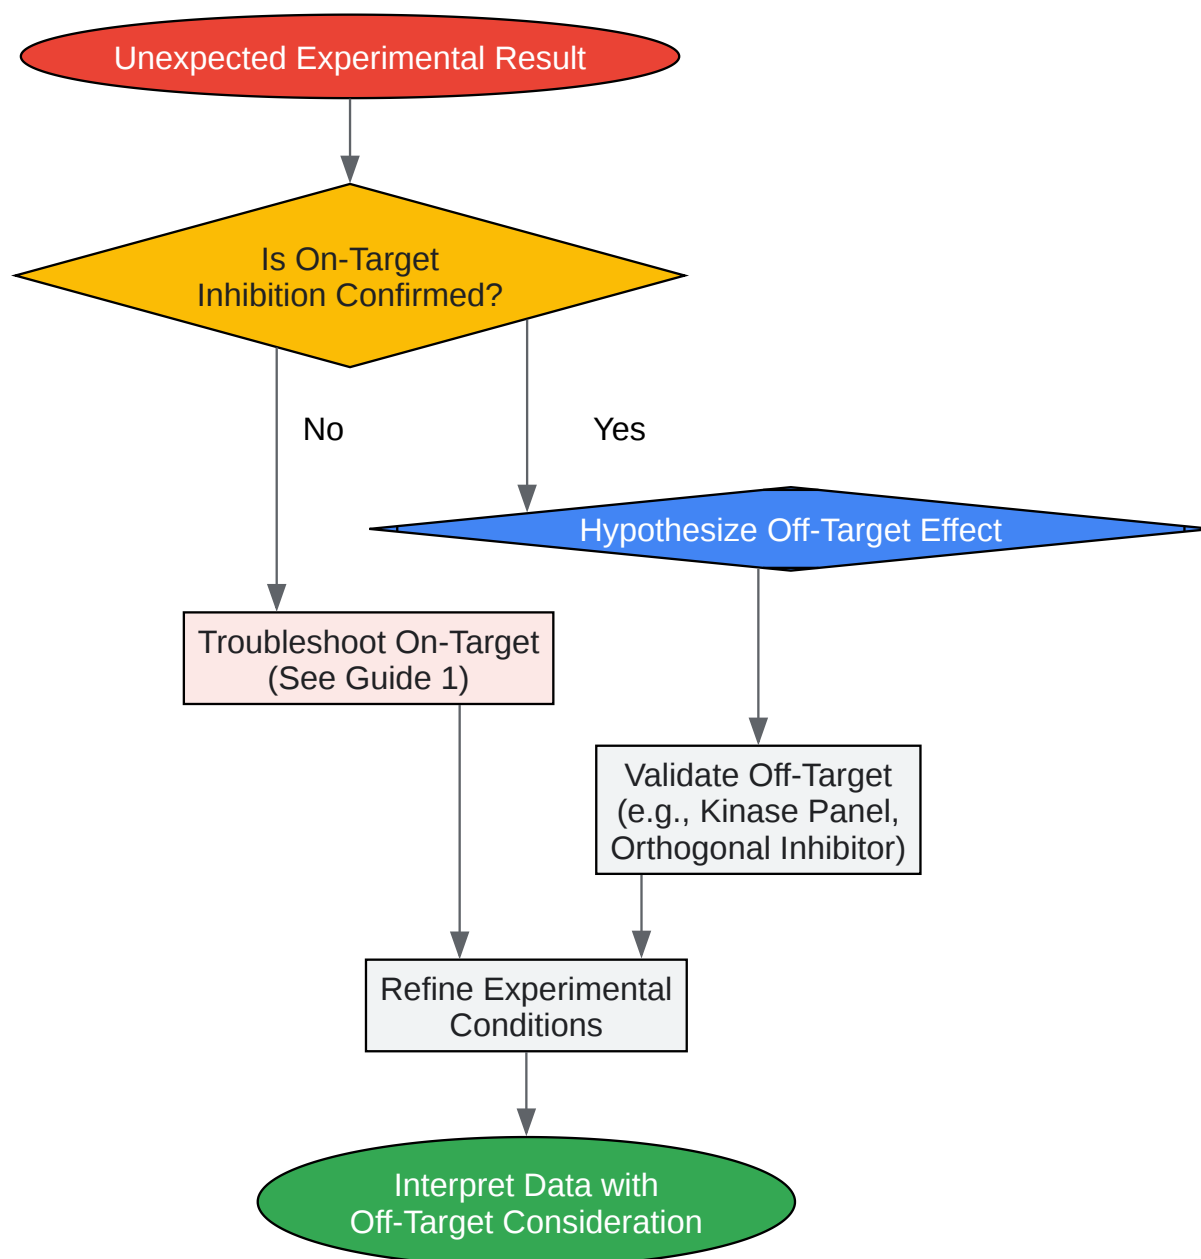 Unexpected Experimental Result
Is On-Target
Inhibition Confirmed?
No
Yes
Hypothesize Off-Target Effect
Troubleshoot On-Target
(See Guide 1)
Validate Off-Target
(e.g., Kinase Panel,
Orthogonal Inhibitor)
Refine Experimental
Conditions
Interpret Data with
Off-Target Consideration